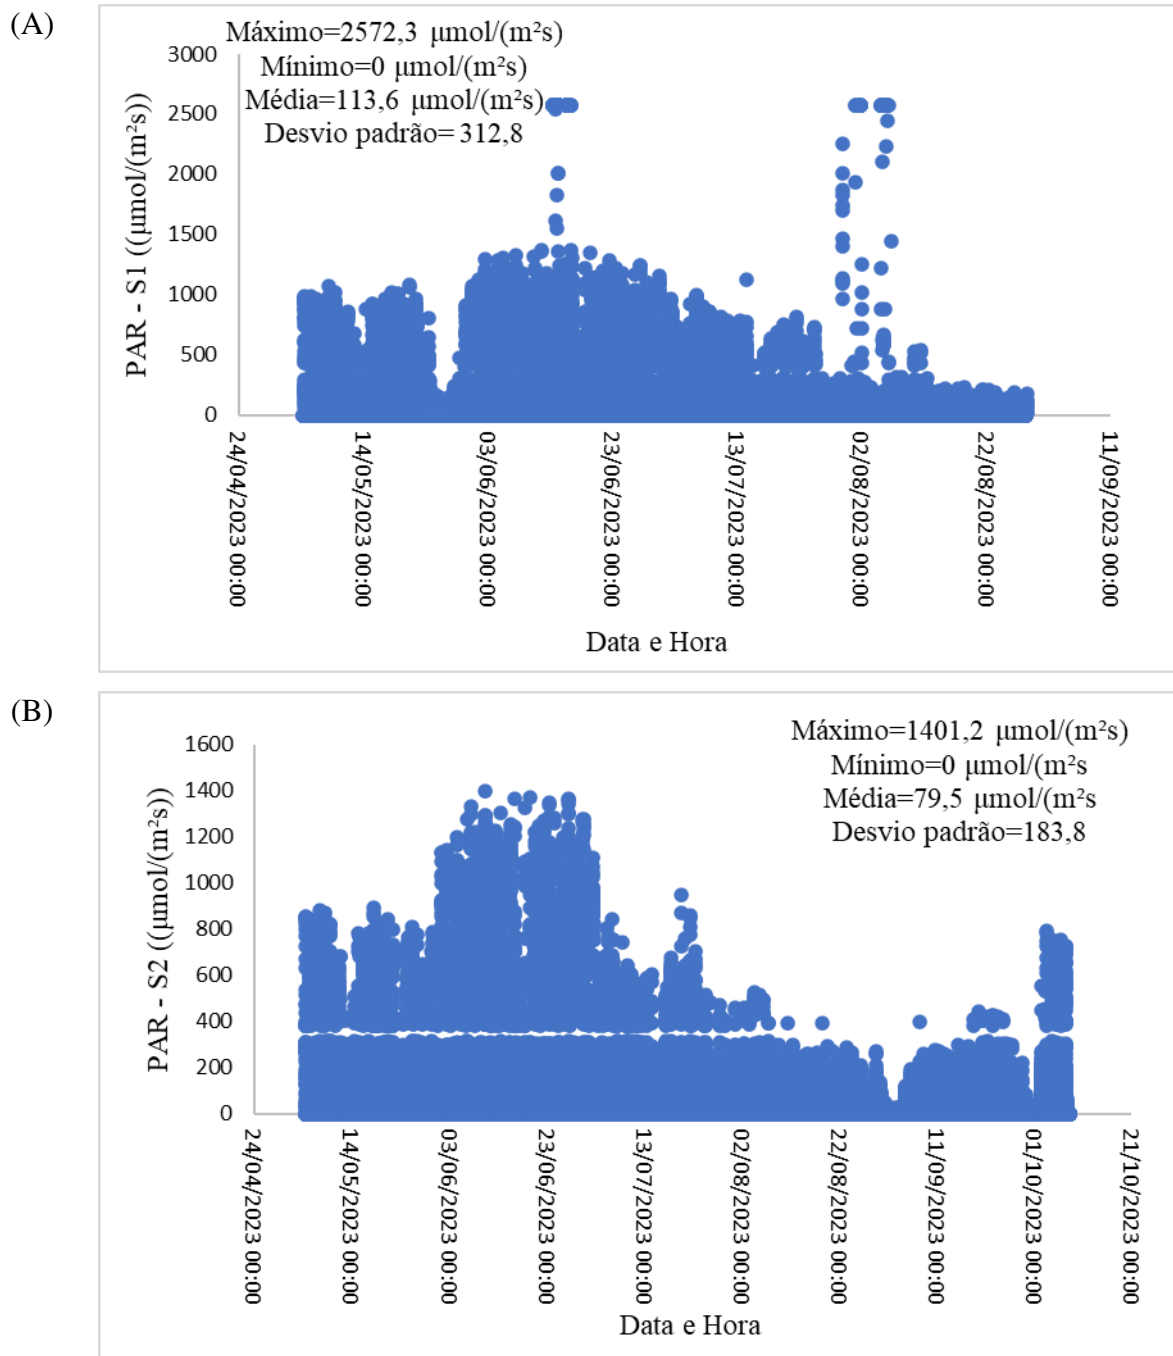 (A)
Máximo=2572,3 μmol/(m²s)
Mínimo=0 μmol/(m²s)
Média=113,6 μmol/(m²s)
Desvio padrão= 312,8
PAR - S1 ((μmol/(m²s))
3000
2500
2000
1500
1000
500
0
24/04/2023 00:00
14/05/2023 00:00
03/06/2023 00:00
23/06/2023 00:00
13/07/2023 00:00
02/08/2023 00:00
22/08/2023 00:00
11/09/2023 00:00
Data e Hora
(B)
Máximo=1401,2 μmol/(m²s)
Mínimo=0 μmol/(m²s
Média=79,5 μmol/(m²s
Desvio padrão=183,8
PAR - S2 ((μmol/(m²s))
1600
1400
1200
1000
800
600
400
200
0
24/04/2023 00:00
14/05/2023 00:00
03/06/2023 00:00
23/06/2023 00:00
13/07/2023 00:00
02/08/2023 00:00
22/08/2023 00:00
11/09/2023 00:00
01/10/2023 00:00
21/10/2023 00:00
Data e Hora